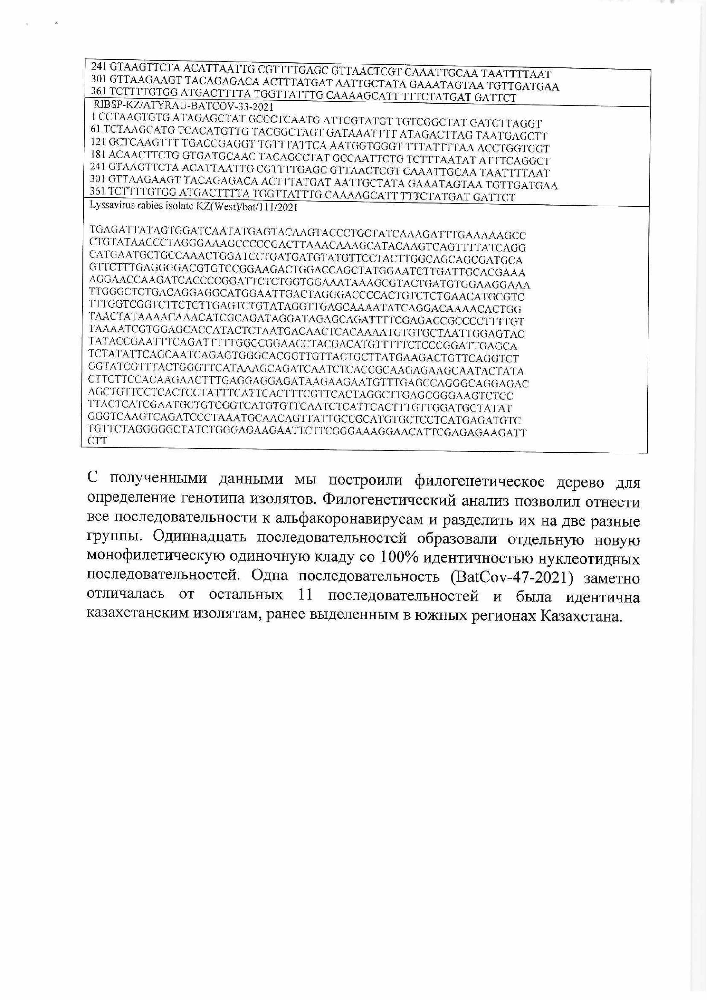 241 GTAAGTTCTA ACATTAATTG CGTTTTGAGC GTTAACTCGT CAAATTGCAA TAATTTTAAT
301 GTTAAGAAGT TACAGAGACA ACTTTATGAT AATTGCTATA GAAATAGTAA TGTTGATGAA
361 TCTTTTGTGG ATGACTTTTA TGGTTATTTG CAAAAGCATT TTTCTATGAT GATTCT
RIBSP-KZ/ATYRAU-BATCOV-33-2021
1 CCTAAGTGTG ATAGAGCTAT GCCCTCAATG ATTCGTATGT TGTCGGCTAT GATCTTAGGT
61 TCTAAGCATG TCACATGTTG TACGGCTAGT GATAAATTTT ATAGACTTAG TAATGAGCTT
121 GCTCAAGTTT TGACCGAGGT TGTTTATTCA AATGGTGGGT TTTATTTTAA ACCTGGTGGT
181 ACAACTTCTG GTGATGCAAC TACAGCCTAT GCCAATTCTG TCTTTAATAT ATTTCAGGCT
241 GTAAGTTCTA ACATTAATTG CGTTTTGAGC GTTAACTCGT CAAATTGCAA TAATTTTAAT
301 GTTAAGAAGT TACAGAGACA ACTTTATGAT AATTGCTATA GAAATAGTAA TGTTGATGAA
361 TCTTTTGTGG ATGACTTTTA TGGTTATTTG CAAAAGCATT TTTCTATGAT GATTCT
Lyssavirus rabies isolate KZ(West)/bat/111/2021
TGAGATTATAGTGGATCAATATGAGTACAAGTACCCTGCTATCAAAGATTTGAAAAAGCC
CTGTATAACCCTAGGGAAAGCCCCCGACTTAAACAAAGCATACAAGTCAGTTTTATCAGG
CATGAATGCTGCCAAACTGGATCCTGATGATGTATGTTCCTACTTGGCAGCAGCGATGCA
GTTCTTTGAGGGGACGTGTCCGGAAGACTGGACCAGCTATGGAATCTTGATTGCACGAAA
AGGAACCAAGATCACCCCGGATTCTCTGGTGGAAATAAAGCGTACTGATGTGGAAGGAAA
TTGGGCTCTGACAGGAGGCATGGAATTGACTAGGGACCCCACTGTCTCTGAACATGCGTC
TTTGGTCGGTCTTCTCTTGAGTCTGTATAGGTTGAGCAAAATATCAGGACAAAACACTGG
TAACTATAAAACAAACATCGCAGATAGGATAGAGCAGATTTTCGAGACCGCCCCTTTTGT
TAAAATCGTGGAGCACCATACTCTAATGACAACTCACAAAATGTGTGCTAATTGGAGTAC
TATACCGAATTTCAGATTTTTGGCCGGAACCTACGACATGTTTTTCTCCCGGATTGAGCA
TCTATATTCAGCAATCAGAGTGGGCACGGTTGTTACTGCTTATGAAGACTGTTCAGGTCT
GGTATCGTTTACTGGGTTCATAAAGCAGATCAATCTCACCGCAAGAGAAGCAATACTATA
CTTCTTCCACAAGAACTTTGAGGAGGAGATAAGAAGAATGTTTGAGCCAGGGCAGGAGAC
AGCTGTTCCTCACTCCTATTTCATTCACTTTCGTTCACTAGGCTTGAGCGGGAAGTCTCC
TTACTCATCGAATGCTGTCGGTCATGTGTTCAATCTCATTCACTTTGTTGGATGCTATAT
GGGTCAAGTCAGATCCCTAAATGCAACAGTTATTGCCGCATGTGCTCCTCATGAGATGTC
TGTTCTAGGGGGCTATCTGGGAGAAGAATTCTTCGGGAAAGGAACATTCGAGAGAAGATT
CTT
С полученными данными мы построили филогенетическое дерево для
определение генотипа изолятов. Филогенетический анализ позволил отнести
все последовательности к альфакоронавирусам и разделить их на две разные
группы. Одиннадцать последовательностей образовали отдельную новую
монофилетическую одиночную кладу со 100% идентичностью нуклеотидных
последовательностей. Одна последовательность (BatCov-47-2021) заметно
отличалась от остальных 11 последовательностей и была идентична
казахстанским изолятам, ранее выделенным в южных регионах Казахстана.